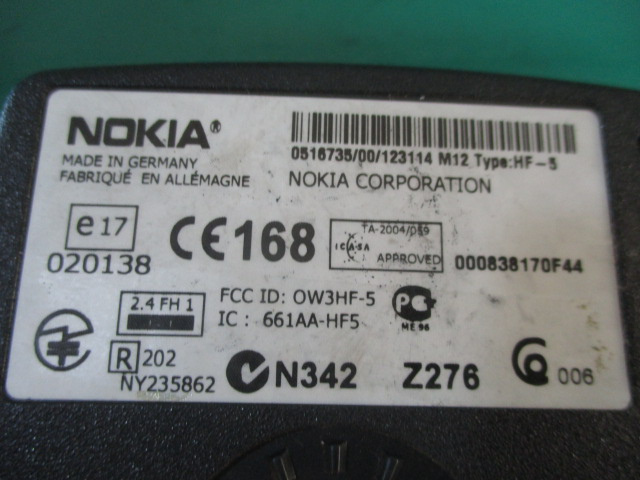 NOKIA®
MADE IN GERMANY
FABRIQUÉ EN ALLÉMAGNE
0516735/00/123114 M12 Type:HF-5
NOKIA CORPORATION
e17
020138
CE168
TA-2004/059
ICASA
APPROVED
000838170F44
2.4 FH 1
FCC ID: OW3HF-5
IC : 661AA-HF5
ME 96
R 202
NY235862
N342
Z276
006